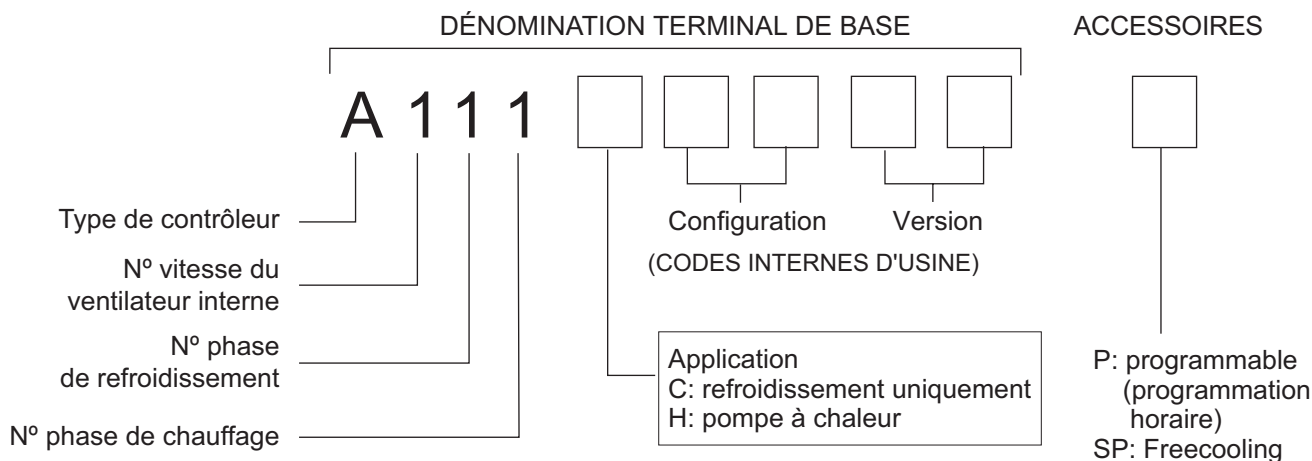 DÉNOMINATION TERMINAL DE BASE
ACCESSOIRES
A 1 1 1
Type de contrôleur
Nº vitesse du
ventilateur interne
Nº phase
de refroidissement
Nº phase de chauffage
Configuration
Version
(CODES INTERNES D'USINE)
Application
C: refroidissement uniquement
H: pompe à chaleur
P: programmable
(programmation
horaire)
SP: Freecooling